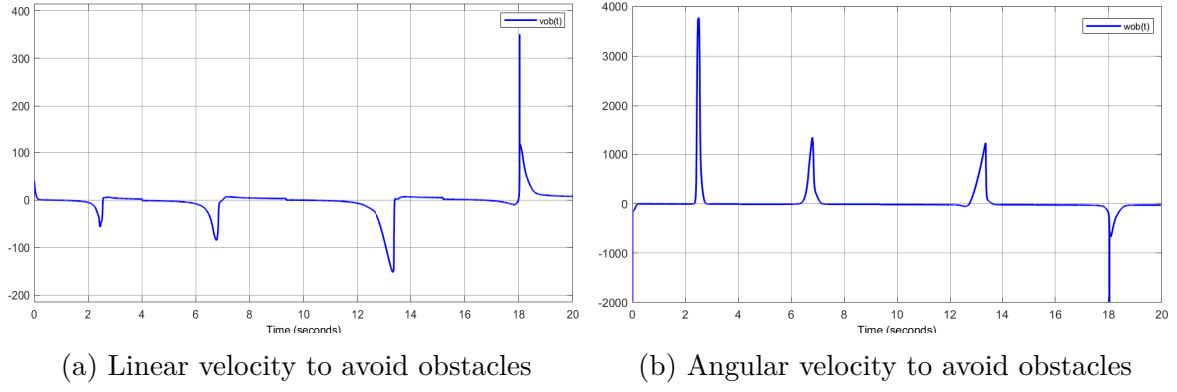 400
300
200
100
0
-100
-200
0 2 4 6 8 10 12 14 16 18 20
Time (seconds)
vob(t)
(a) Linear velocity to avoid obstacles
4000
3000
2000
1000
0
-1000
-2000
0 2 4 6 8 10 12 14 16 18 20
Time (seconds)
wob(t)
(b) Angular velocity to avoid obstacles